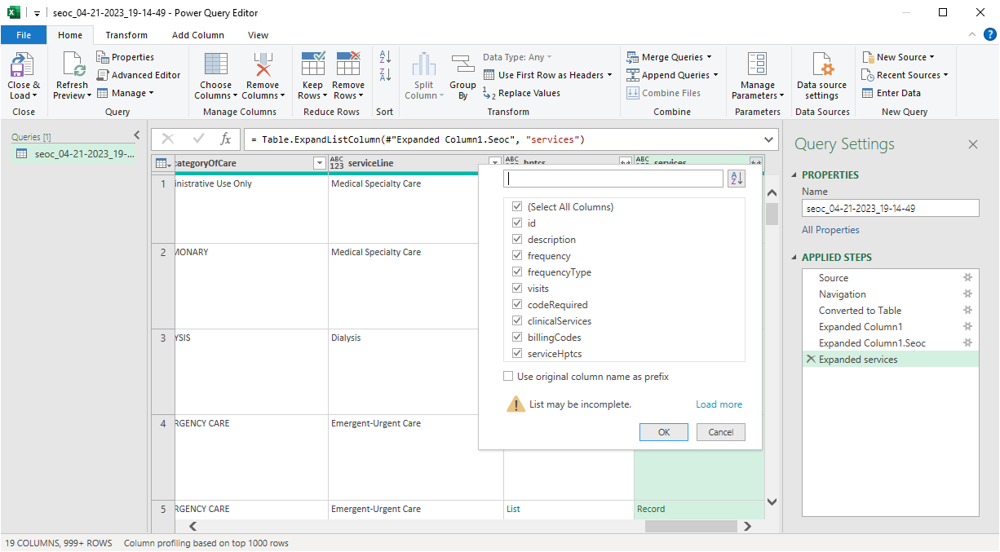 seoc_04-21-2023_19-14-49 - Power Query Editor
File Home Transform Add Column View
Close & Load
Close
Refresh Preview
Properties
Advanced Editor
Manage
Query
Choose Columns
Remove Columns
Manage Columns
Keep Rows
Remove Rows
Reduce Rows
Sort
Split Column
Group By
Data Type: Any
Use First Row as Headers
Replace Values
Transform
Merge Queries
Append Queries
Combine Files
Combine
Manage Parameters
Parameters
Data source settings
Data Sources
New Source
Recent Sources
Enter Data
New Query
Queries [1]
seoc_04-21-2023_19-...
fx
= Table.ExpandListColumn(#"Expanded Column1.Seoc", "services")
categoryOfCare
ABC 123 serviceLine
ABC hptcs
ABC services
1 inistrative Use Only Medical Specialty Care
2 MONARY Medical Specialty Care
3 YSIS Dialysis
4 RGENCY CARE Emergent-Urgent Care
5 RGENCY CARE Emergent-Urgent Care List Record
(Select All Columns)
id
description
frequency
frequencyType
visits
codeRequired
clinicalServices
billingCodes
serviceHptcs
Use original column name as prefix
List may be incomplete. Load more
OK Cancel
Query Settings
PROPERTIES
Name
seoc_04-21-2023_19-14-49
All Properties
APPLIED STEPS
Source
Navigation
Converted to Table
Expanded Column1
Expanded Column1.Seoc
Expanded services
19 COLUMNS, 999+ ROWS Column profiling based on top 1000 rows